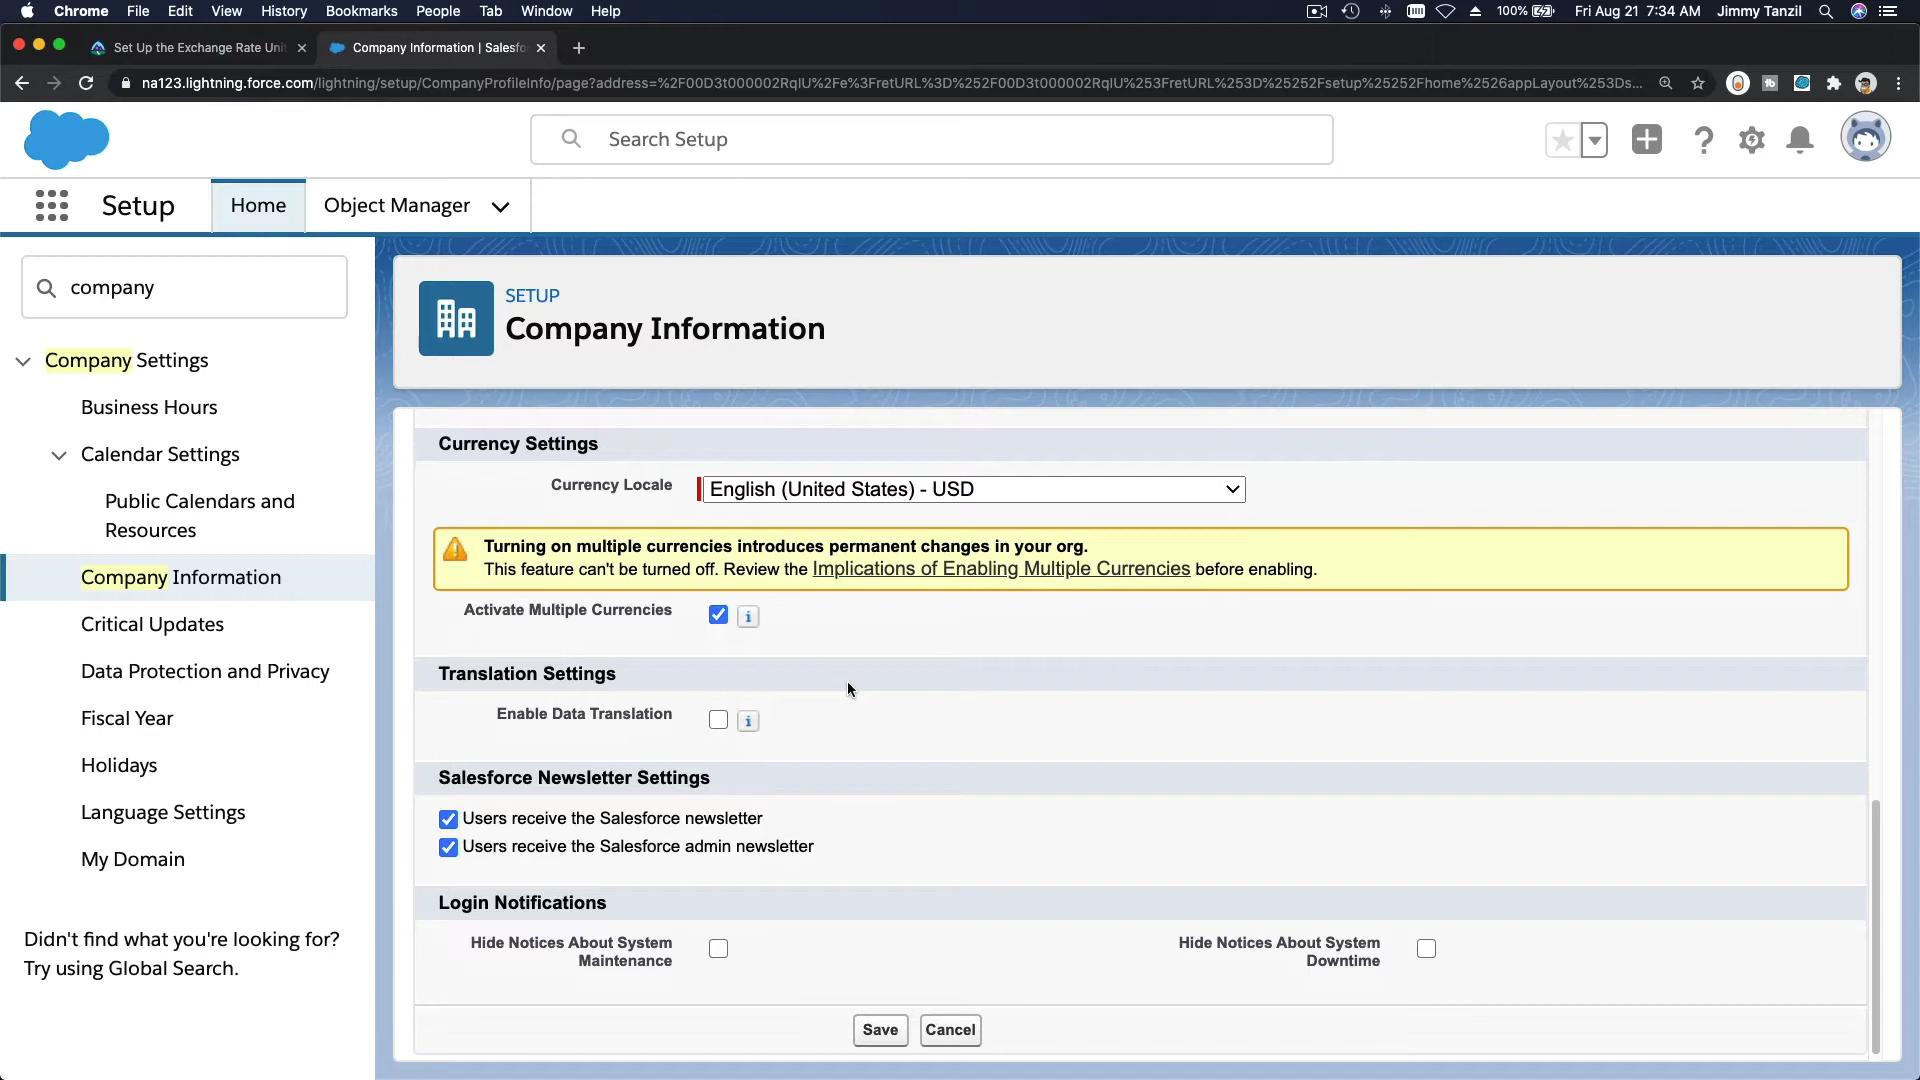 Chrome File Edit View History Bookmarks People Tab Window Help 100% Fri Aug 21 7:34 AM Jimmy Tanzil
Set Up the Exchange Rate Uni
Company Information | Salesfo
na123.lightning.force.com/lightning/setup/CompanyProfileInfo/page?address=%2F00D3t000002RqlU%2Fe%3FretURL%3D%252F00D3t000002RqlU%253FretURL%253D%25252Fsetup%25252Fhome%2526appLayout%253Ds...
Search Setup
Setup
Home
Object Manager
company
Company Settings
Business Hours
Calendar Settings
Public Calendars and
Resources
Company Information
Critical Updates
Data Protection and Privacy
Fiscal Year
Holidays
Language Settings
My Domain
Didn't find what you're looking for?
Try using Global Search.
SETUP
Company Information
Currency Settings
Currency Locale English (United States) - USD
Turning on multiple currencies introduces permanent changes in your org.
This feature can't be turned off. Review the Implications of Enabling Multiple Currencies before enabling.
Activate Multiple Currencies
Translation Settings
Enable Data Translation
Salesforce Newsletter Settings
Users receive the Salesforce newsletter
Users receive the Salesforce admin newsletter
Login Notifications
Hide Notices About System
Maintenance
Hide Notices About System
Downtime
Save Cancel